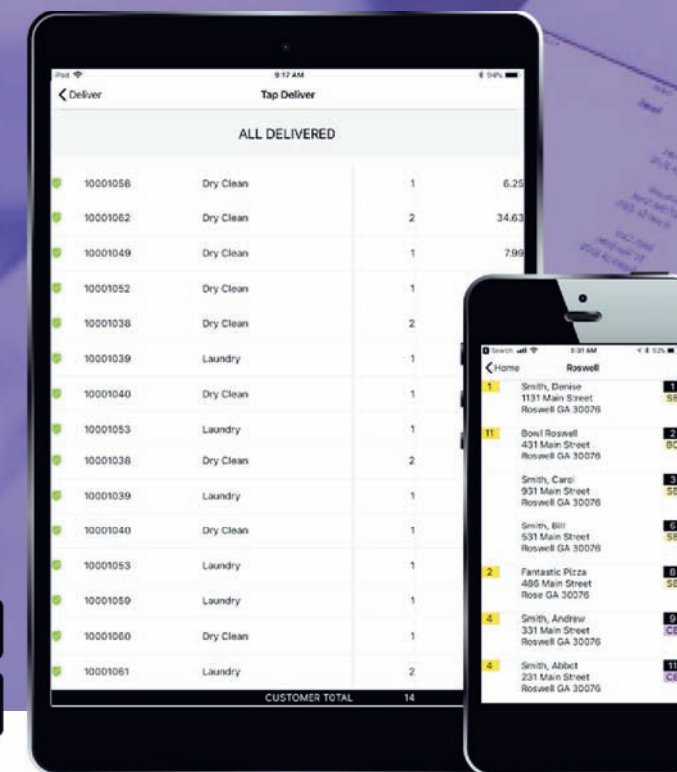 iPad 9:17 AM 94%
Deliver Tap Deliver
ALL DELIVERED
10001058 Dry Clean 1 6.25
10001062 Dry Clean 2 34.63
10001049 Dry Clean 1 7.99
10001052 Dry Clean 1
10001038 Dry Clean 2
10001039 Laundry 1
10001040 Dry Clean 1
10001053 Laundry 1
10001038 Dry Clean 2
10001039 Laundry 1
10001040 Dry Clean 1
10001053 Laundry 1
10001059 Laundry 1
10001060 Dry Clean 1
10001061 Laundry 2
CUSTOMER TOTAL 14
Search 8:31 AM 92%
Home Roswell
1 Smith, Denise 1
1131 Main Street
Roswell GA 30076
11 Bowl Roswell 2
431 Main Street
Roswell GA 30076
Smith, Carol 3
931 Main Street
Roswell GA 30076
Smith, Bill 6
531 Main Street
Roswell GA 30076
2 Fantastic Pizza 8
486 Main Street
Rose GA 30076
4 Smith, Andrew 9
331 Main Street
Roswell GA 30076
4 Smith, Abbot 11
231 Main Street
Roswell GA 30076